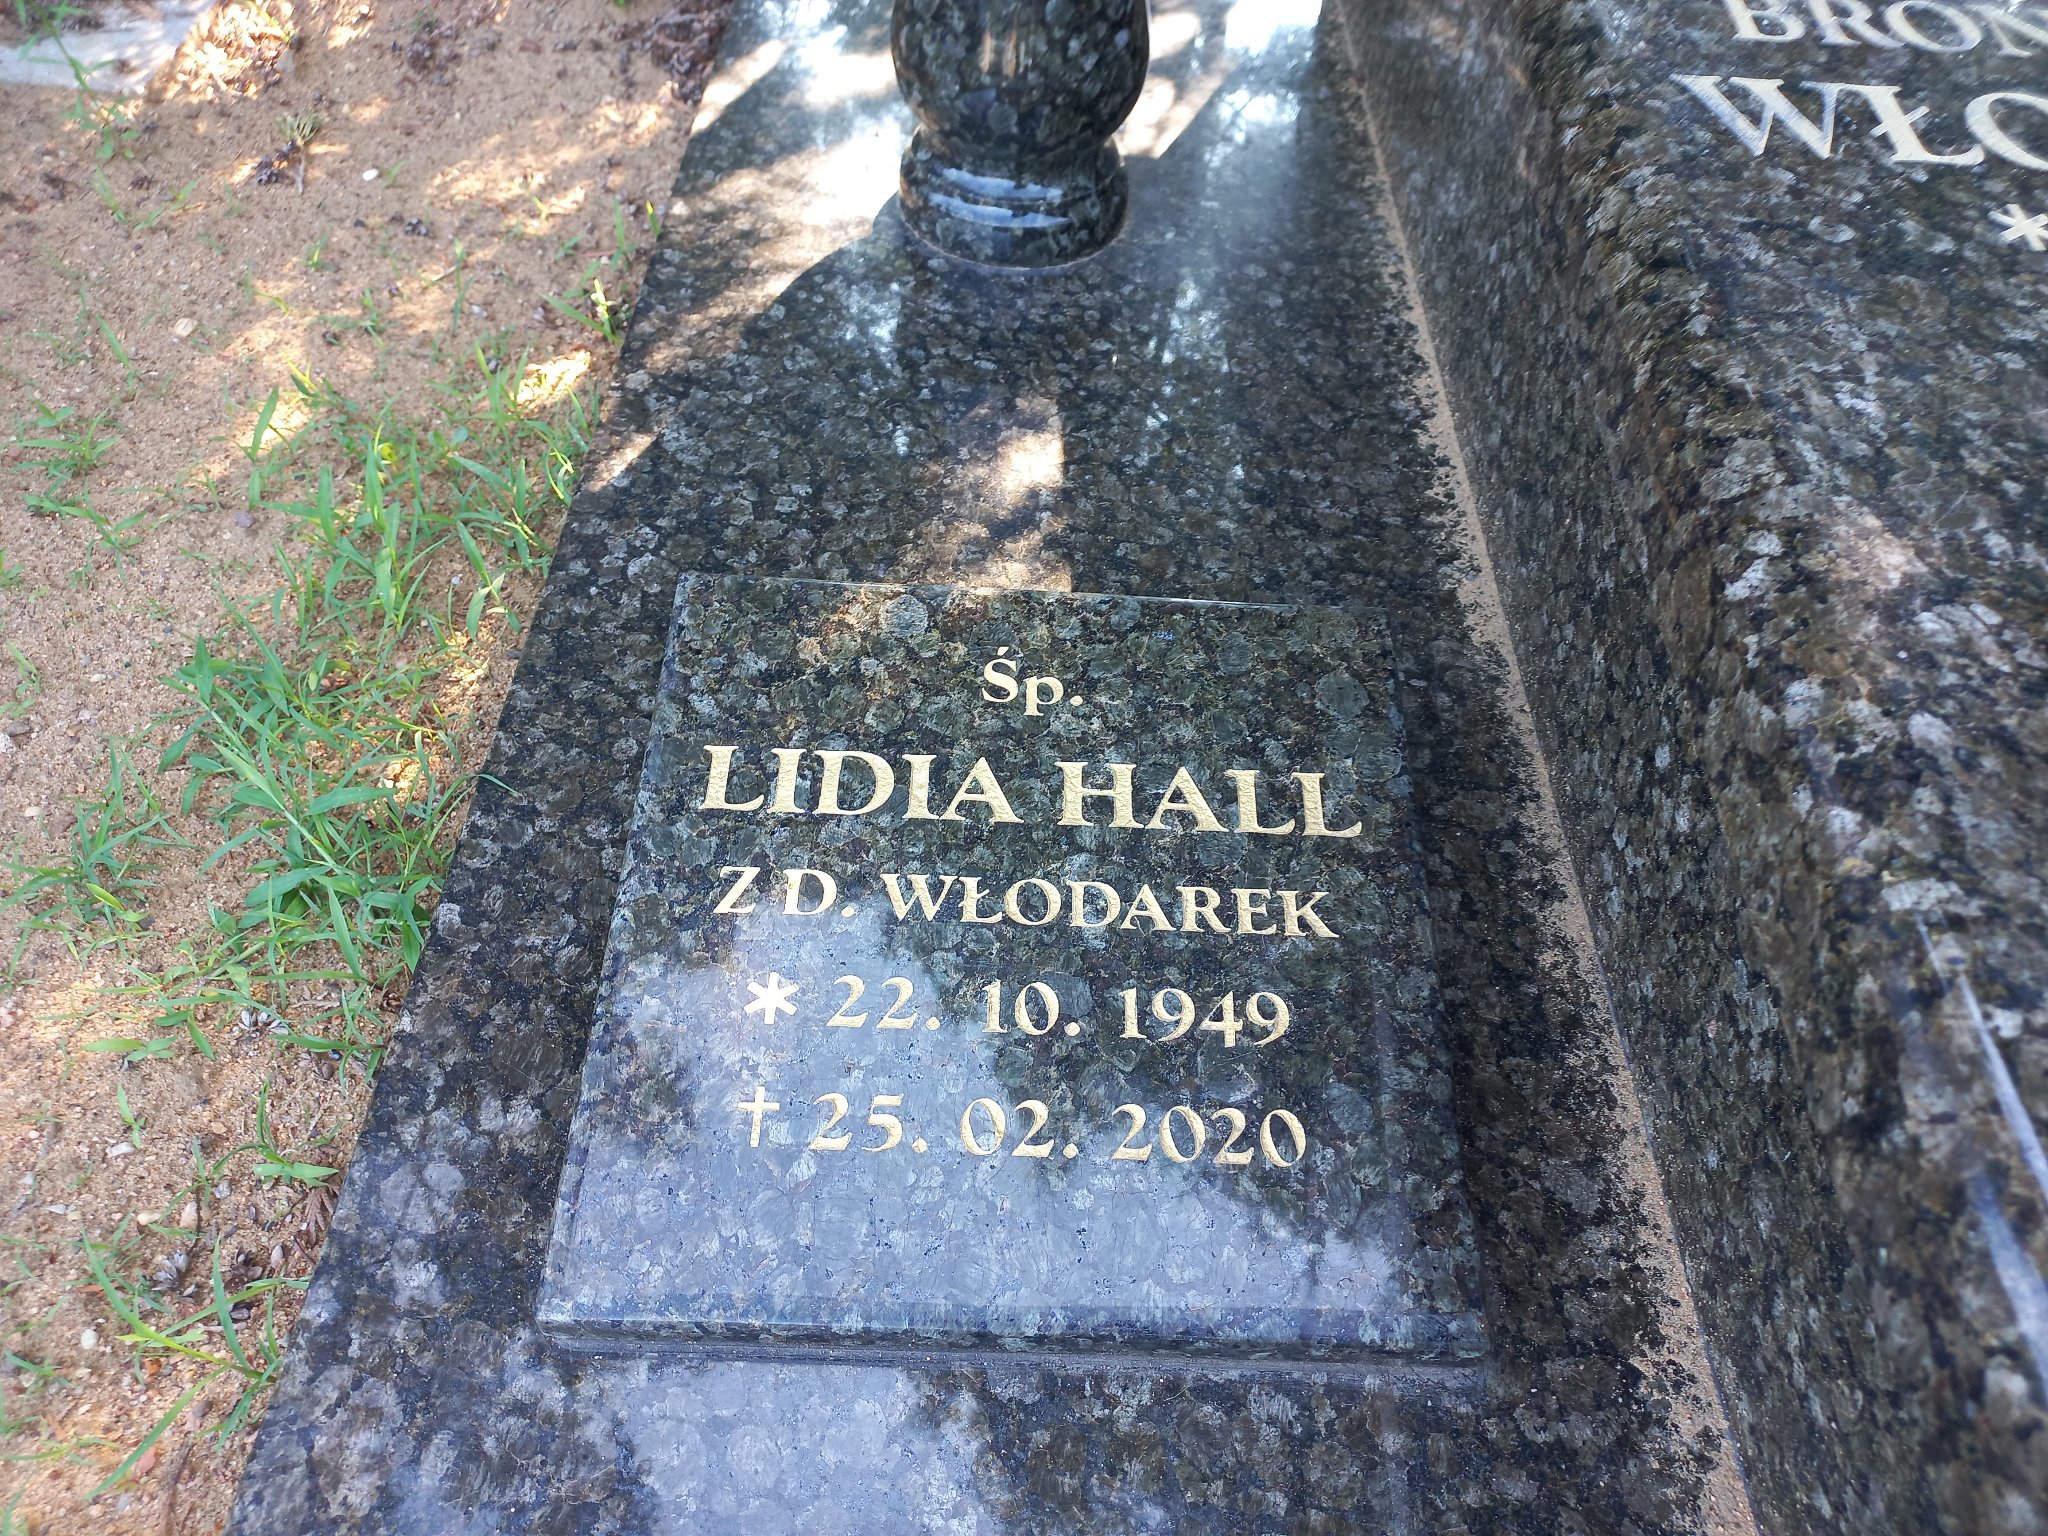 Śp.
LIDIA HALL
Z D. WŁODAREK
* 22. 10. 1949
† 25. 02. 2020